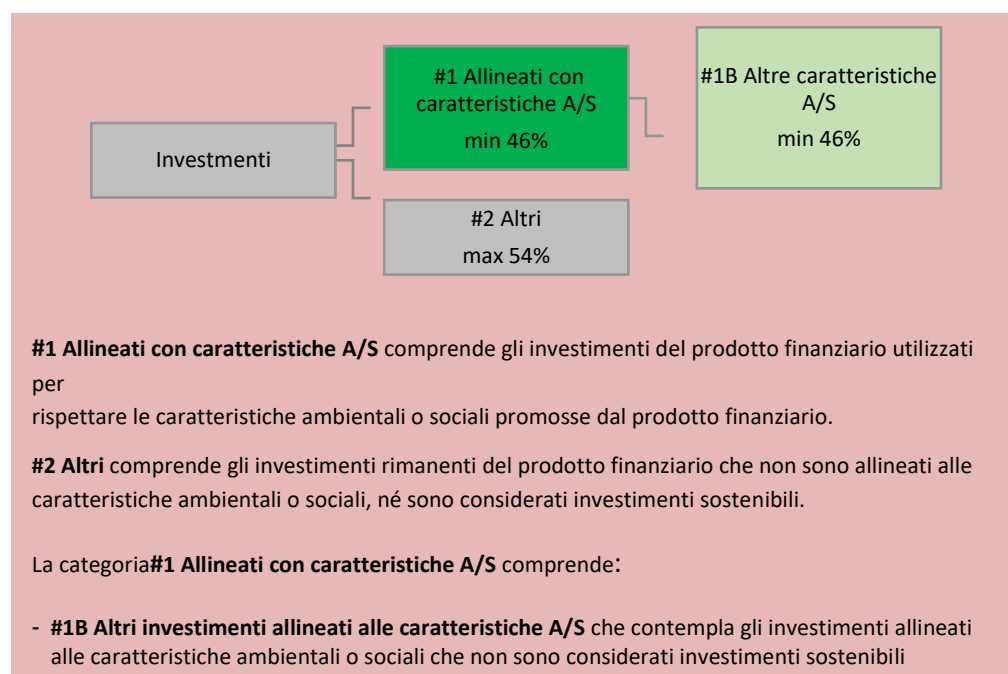 #1 Allineati con
caratteristiche A/S
min 46%
#1B Altre caratteristiche
A/S
min 46%
Investmenti
#2 Altri
max 54%
#1 Allineati con caratteristiche A/S comprende gli investimenti del prodotto finanziario utilizzati
per
rispettare le caratteristiche ambientali o sociali promosse dal prodotto finanziario.
#2 Altri comprende gli investimenti rimanenti del prodotto finanziario che non sono allineati alle
caratteristiche ambientali o sociali, né sono considerati investimenti sostenibili.
La categoria#1 Allineati con caratteristiche A/S comprende:
- #1B Altri investimenti allineati alle caratteristiche A/S che contempla gli investimenti allineati
alle caratteristiche ambientali o sociali che non sono considerati investimenti sostenibili